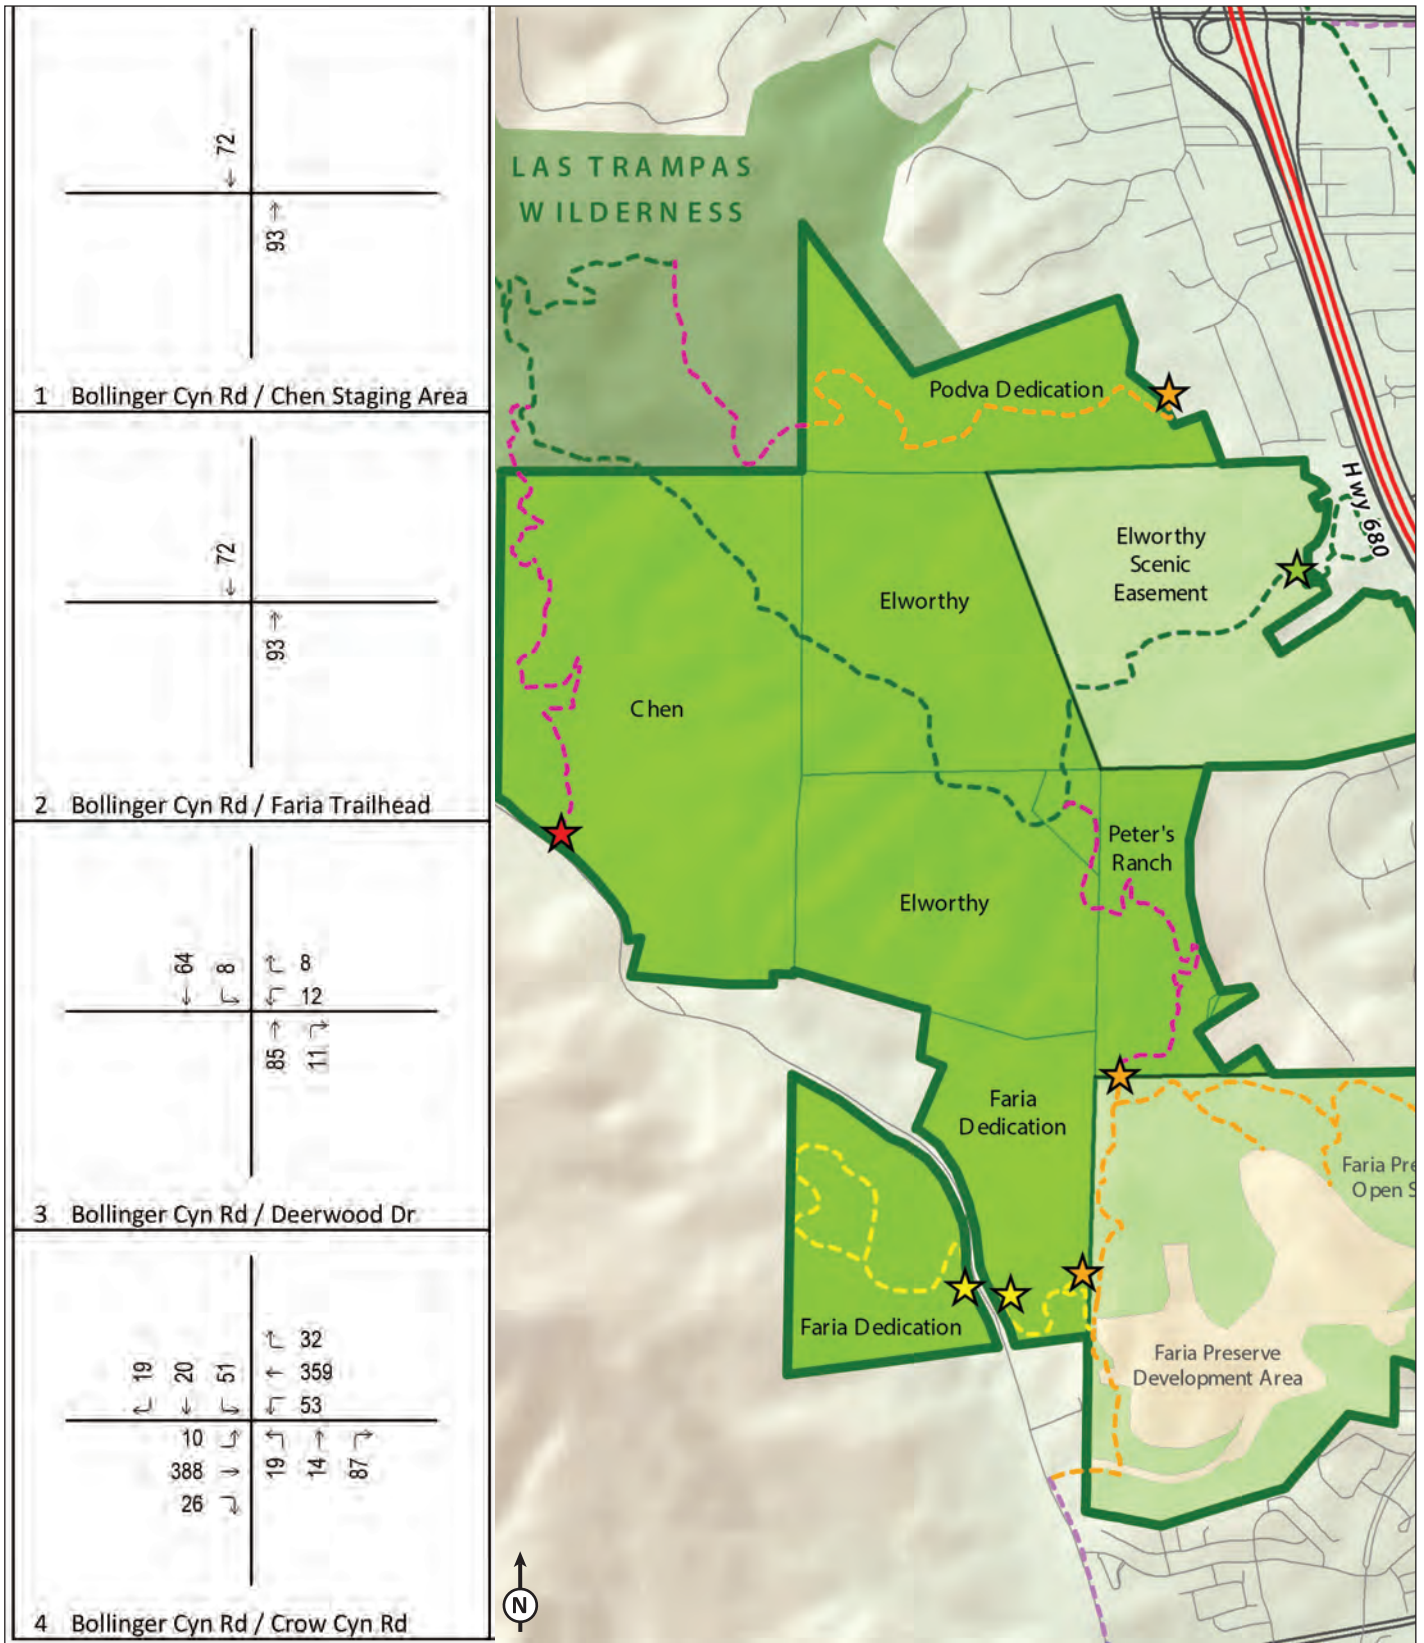 72
93
1 Bollinger Cyn Rd / Chen Staging Area
72
93
2 Bollinger Cyn Rd / Faria Trailhead
64 8 8
12
85 11
3 Bollinger Cyn Rd / Deerwood Dr
19 20 51 32
359
53
10
388
26
19 14 87
4 Bollinger Cyn Rd / Crow Cyn Rd
LAS TRAMPAS
WILDERNESS
Podva Dedication
Hwy 680
Elworthy
Scenic
Easement
Elworthy
Chen
Peter's
Ranch
Elworthy
Faria
Dedication
Faria Pre
Open S
Faria Dedication
Faria Preserve
Development Area
N